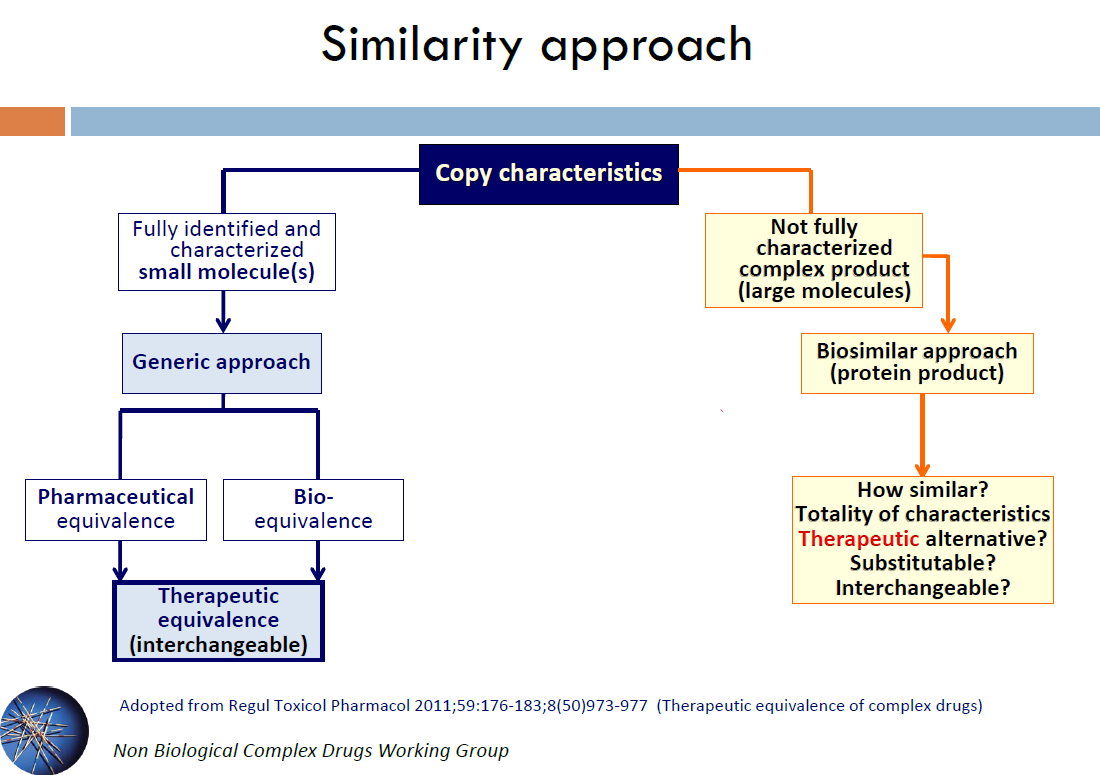 Similarity approach
Copy characteristics
Fully identified and
characterized
small molecule(s)
Generic approach
Pharmaceutical
equivalence
Bio-
equivalence
Therapeutic
equivalence
(interchangeable)
Not fully
characterized
complex product
(large molecules)
Biosimilar approach
(protein product)
How similar?
Totality of characteristics
Therapeutic alternative?
Substitutable?
Interchangeable?
Adopted from Regul Toxicol Pharmacol 2011;59:176-183;8(50)973-977 (Therapeutic equivalence of complex drugs)
Non Biological Complex Drugs Working Group